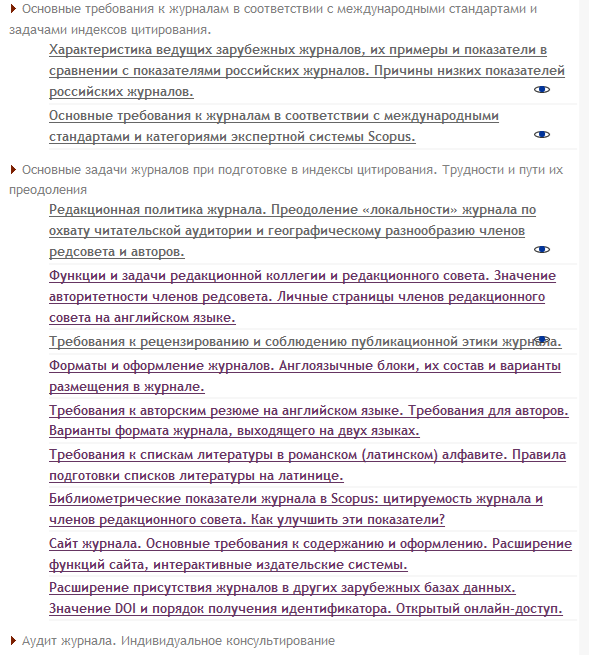 Основные требования к журналам в соответствии с международными стандартами и
задачами индексов цитирования.
Характеристика ведущих зарубежных журналов, их примеры и показатели в
сравнении с показателями российских журналов. Причины низких показателей
российских журналов.
Основные требования к журналам в соответствии с международными
стандартами и категориями экспертной системы Scopus.
Основные задачи журналов при подготовке в индексы цитирования. Трудности и пути их
преодоления
Редакционная политика журнала. Преодоление «локальности» журнала по
охвату читательской аудитории и географическому разнообразию членов
редсовета и авторов.
Функции и задачи редакционной коллегии и редакционного совета. Значение
авторитетности членов редсовета. Личные страницы членов редакционного
совета на английском языке.
Требования к рецензированию и соблюдению публикационной этики журнала.
Форматы и оформление журналов. Англоязычные блоки, их состав и варианты
размещения в журнале.
Требования к авторским резюме на английском языке. Требования для авторов.
Варианты формата журнала, выходящего на двух языках.
Требования к спискам литературы в романском (латинском) алфавите. Правила
подготовки списков литературы на латинице.
Библиометрические показатели журнала в Scopus: цитируемость журнала и
членов редакционного совета. Как улучшить эти показатели?
Сайт журнала. Основные требования к содержанию и оформлению. Расширение
функций сайта, интерактивные издательские системы.
Расширение присутствия журналов в других зарубежных базах данных.
Значение DOI и порядок получения идентификатора. Открытый онлайн-доступ.
Аудит журнала. Индивидуальное консультирование